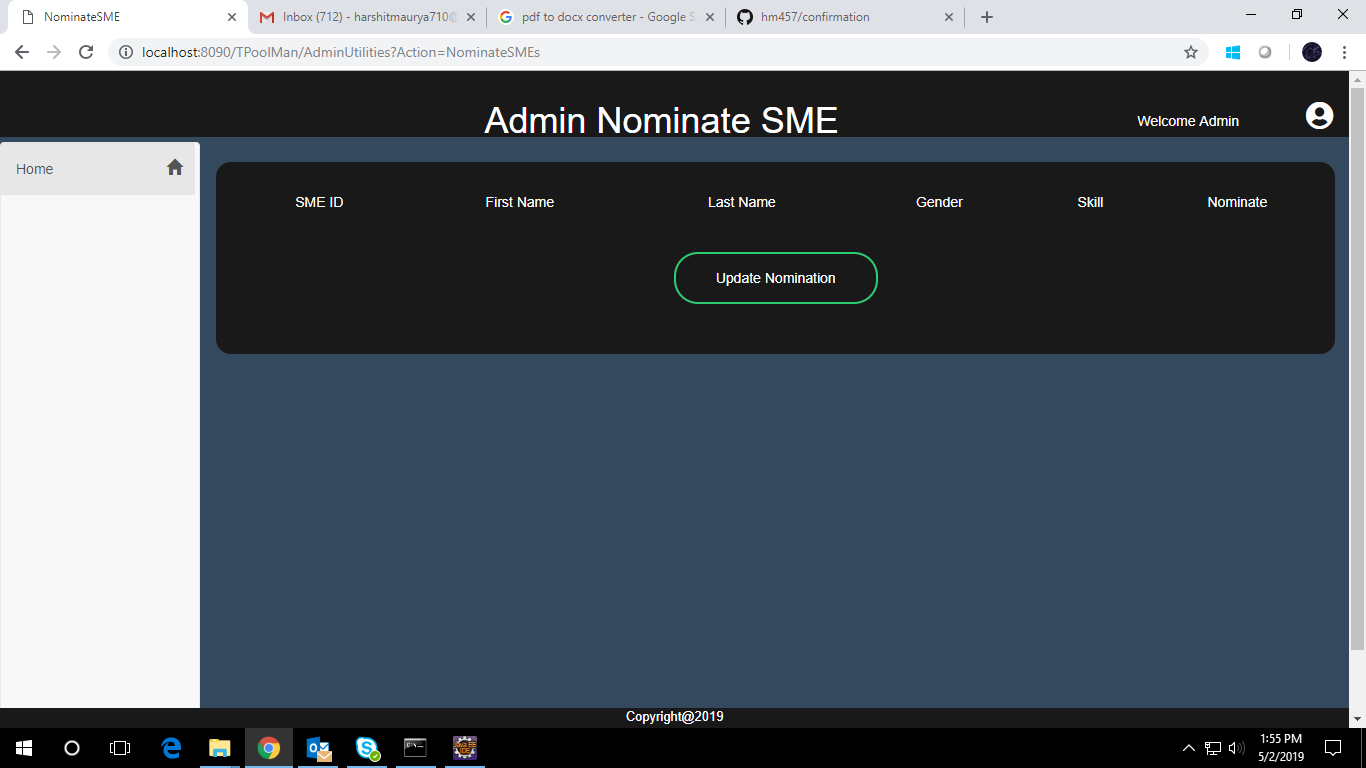 NominateSME
Inbox (712) - harshitmaurya710@
pdf to docx converter - Google S
hm457/confirmation
localhost:8090/TPoolMan/AdminUtilities?Action=NominateSMEs
Admin Nominate SME
Welcome Admin
Home
SME ID First Name Last Name Gender Skill Nominate
Update Nomination
Copyright@2019
1:55 PM
5/2/2019